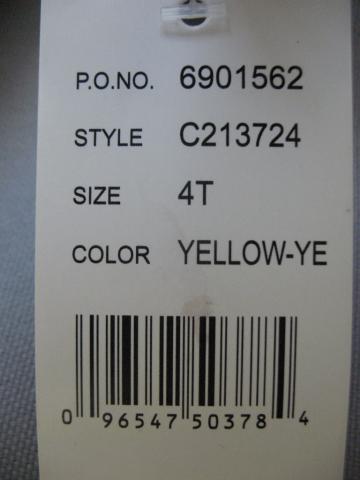 P.O.NO. 6901562
STYLE C213724
SIZE 4T
COLOR YELLOW-YE
0 96547 50378 4